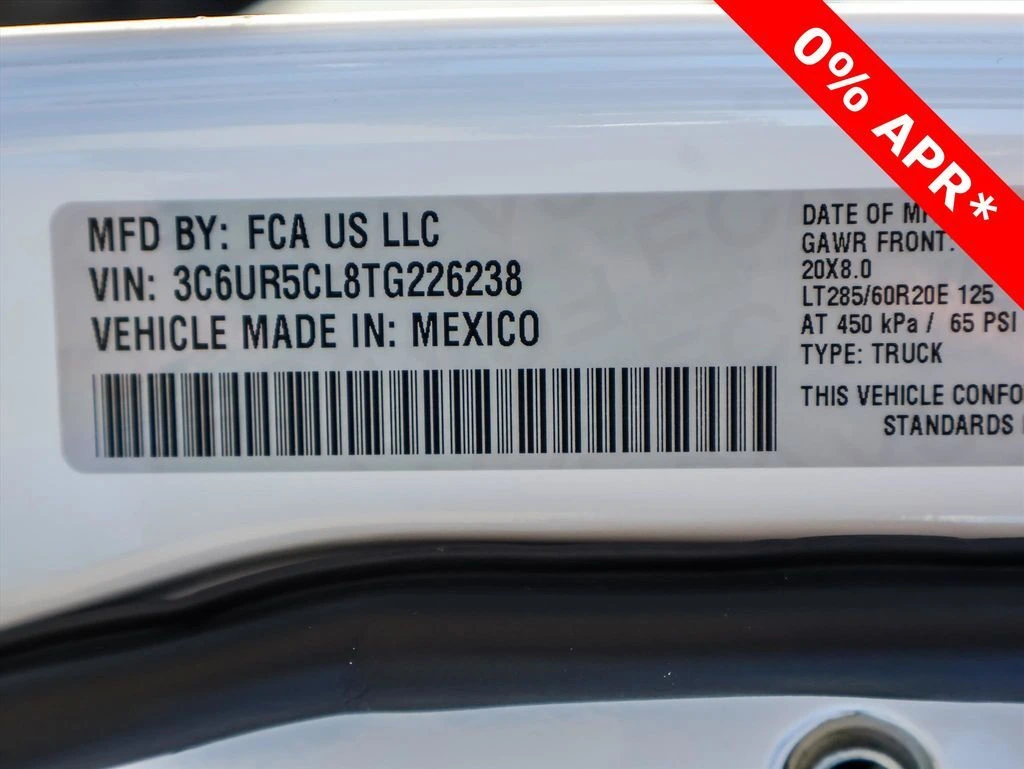 0% APR*
MFD BY: FCA US LLC
VIN: 3C6UR5CL8TG226238
VEHICLE MADE IN: MEXICO
DATE OF
GAWR FRONT:
20X8.0
LT285/60R20E 125
AT 450 kPa / 65 PSI
TYPE: TRUCK
THIS VEHICLE
STANDARDS